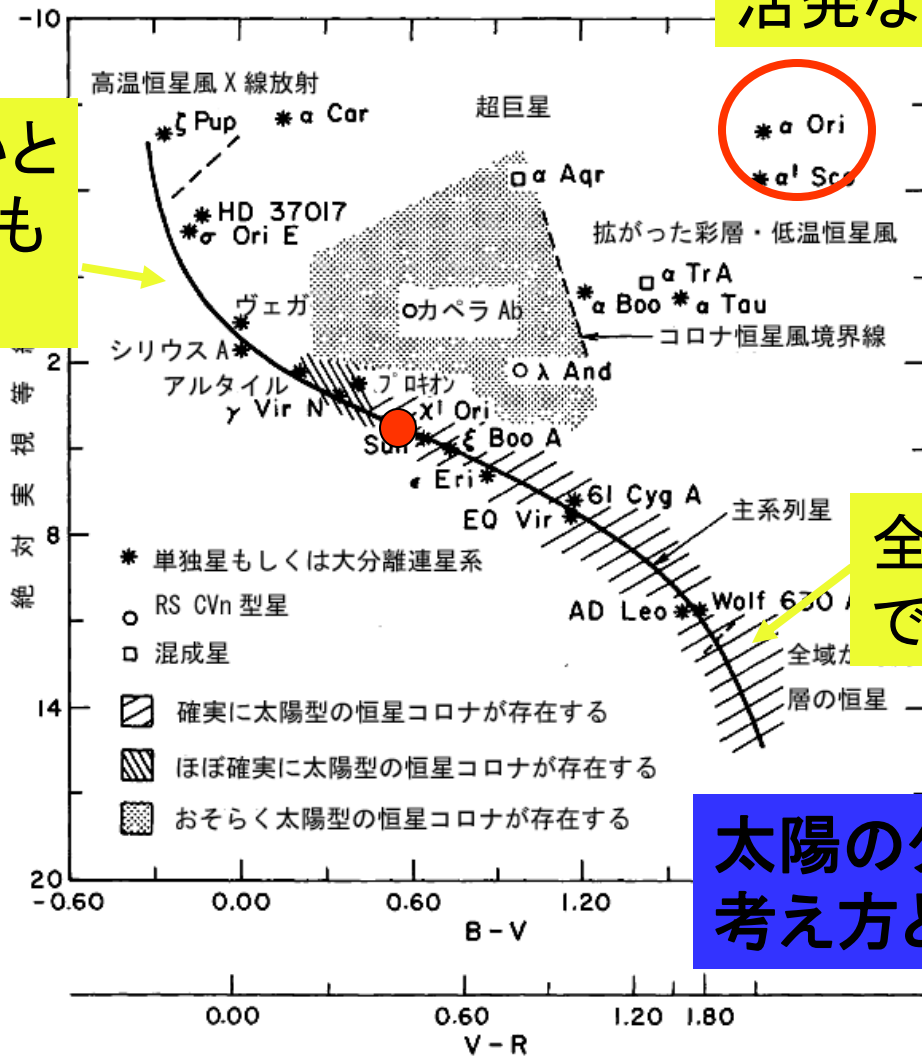 -10
活発な
高温恒星風 X 線放射
ζ Pup
α Car
超巨星
α Ori
いと
も
α Aqr
HD 37017
σ Ori E
拡がった彩層・低温恒星風
α TrA
α Boo
α Tau
ヴェガ
カペラ Ab
コロナ恒星風境界線
シリウス A
2
アルタイル
プロキオン
λ And
γ Vir N
χ¹ Ori
Sun
ξ Boo A
ε Eri
61 Cyg A
EQ Vir
主系列星
8
全
で
単独星もしくは大分離連星系
RS CVn 型星
AD Leo
Wolf 630
混成星
全域
層の恒星
14
確実に太陽型の恒星コロナが存在する
ほぼ確実に太陽型の恒星コロナが存在する
おそらく太陽型の恒星コロナが存在する
絶対実視等
太陽の
考え方と
20
-0.60
0.00
0.60
1.20
B-V
0.00
0.60
1.20
1.80
V-R